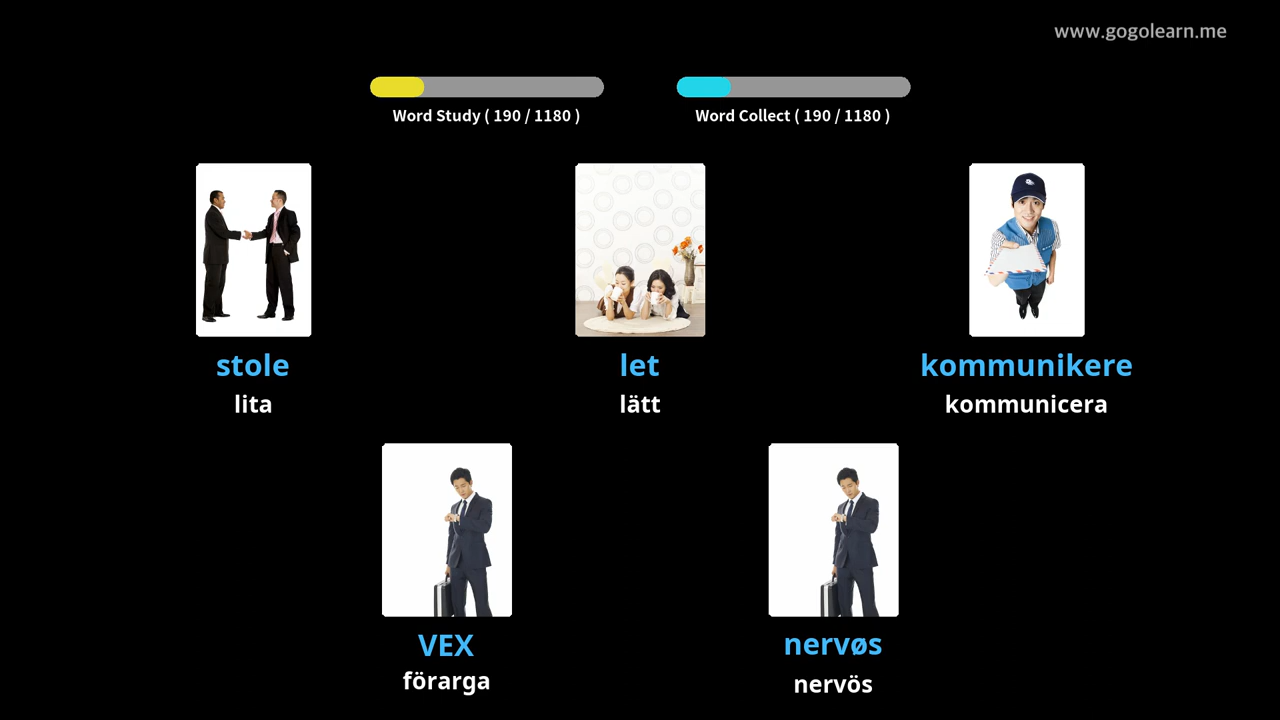 www.gogolearn.me
Word Study ( 190 / 1180 )
Word Collect ( 190 / 1180 )
stole
lita
let
lätt
kommunikere
kommunicera
VEX
förarga
nervøs
nervös